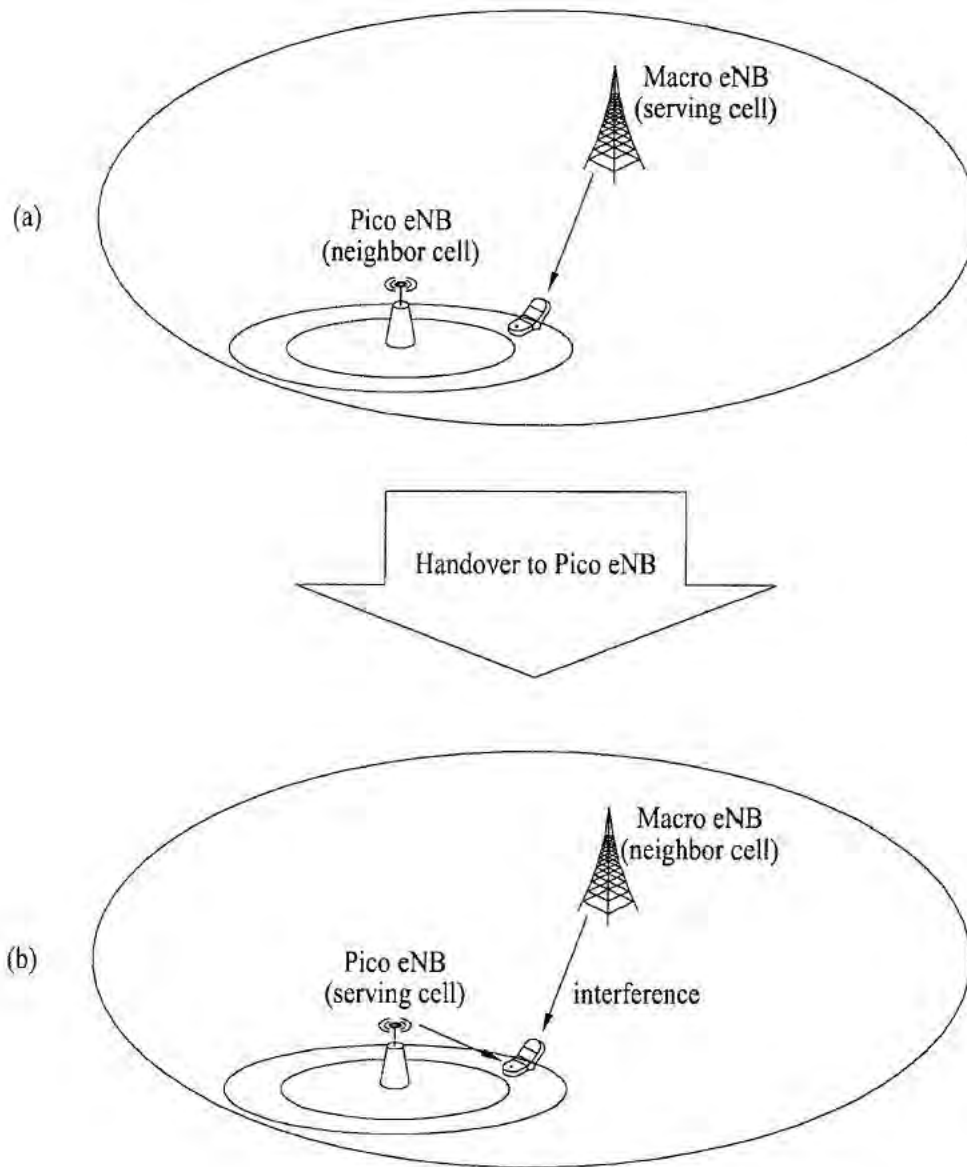 Macro eNB
(serving cell)
(a)
Pico eNB
(neighbor cell)
Handover to Pico eNB
Macro eNB
(neighbor cell)
(b)
Pico eNB
(serving cell)
interference